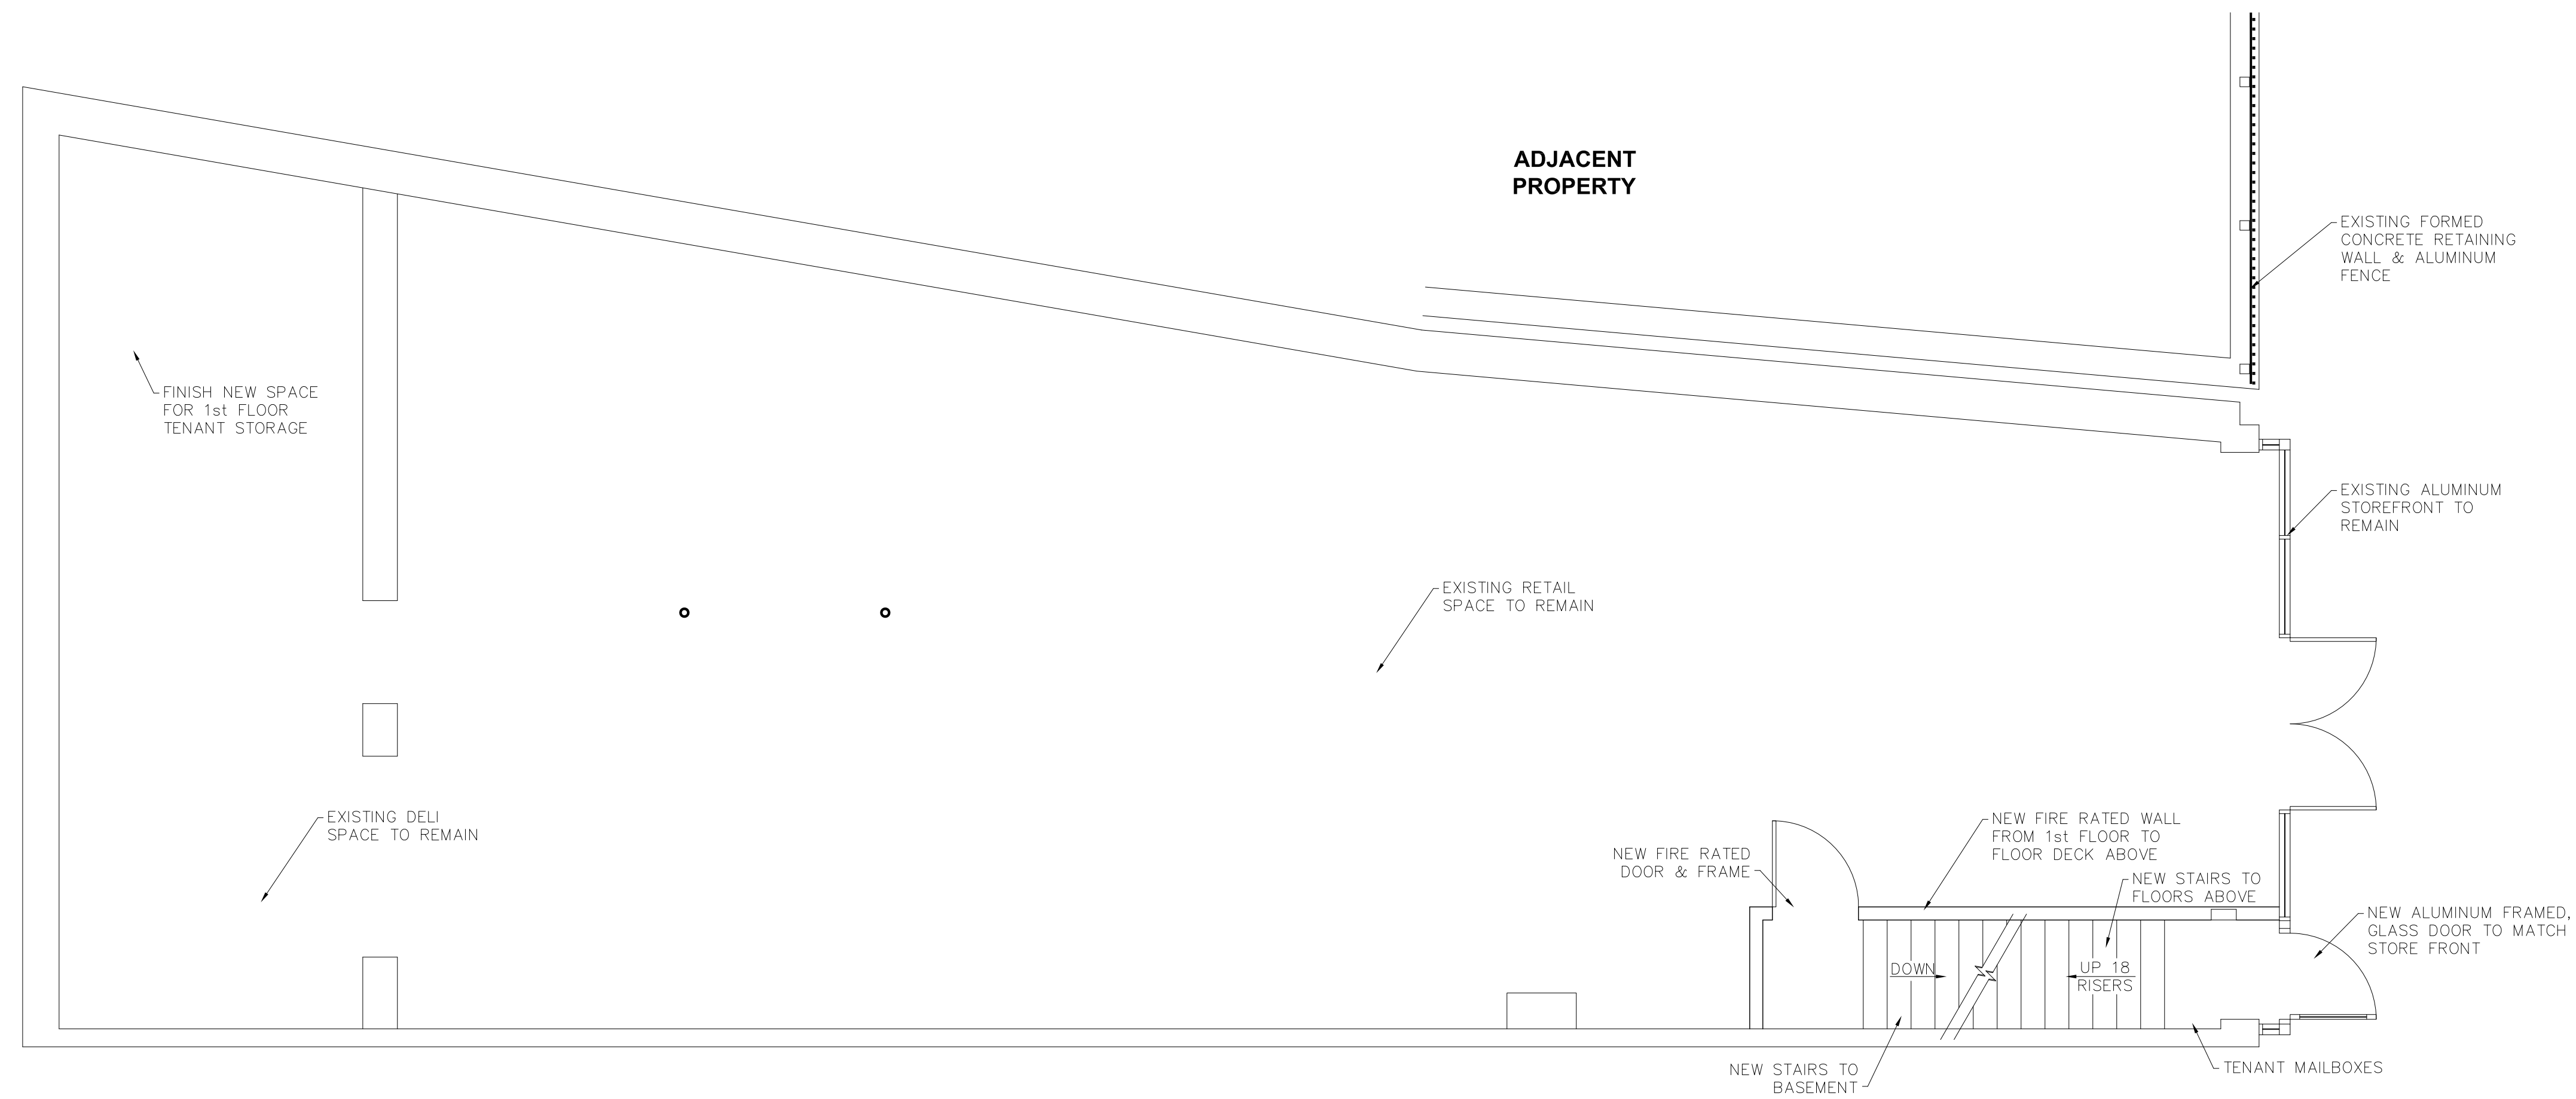 ADJACENT
PROPERTY
EXISTING FORMED
CONCRETE RETAINING
WALL & ALUMINUM
FENCE
FINISH NEW SPACE
FOR 1st FLOOR
TENANT STORAGE
EXISTING ALUMINUM
STOREFRONT TO
REMAIN
EXISTING RETAIL
SPACE TO REMAIN
EXISTING DELI
SPACE TO REMAIN
NEW FIRE RATED
DOOR & FRAME
NEW FIRE RATED WALL
FROM 1st FLOOR TO
FLOOR DECK ABOVE
NEW STAIRS TO
FLOORS ABOVE
NEW ALUMINUM FRAMED,
GLASS DOOR TO MATCH
STORE FRONT
DOWN
UP 18
RISERS
NEW STAIRS TO
BASEMENT
TENANT MAILBOXES